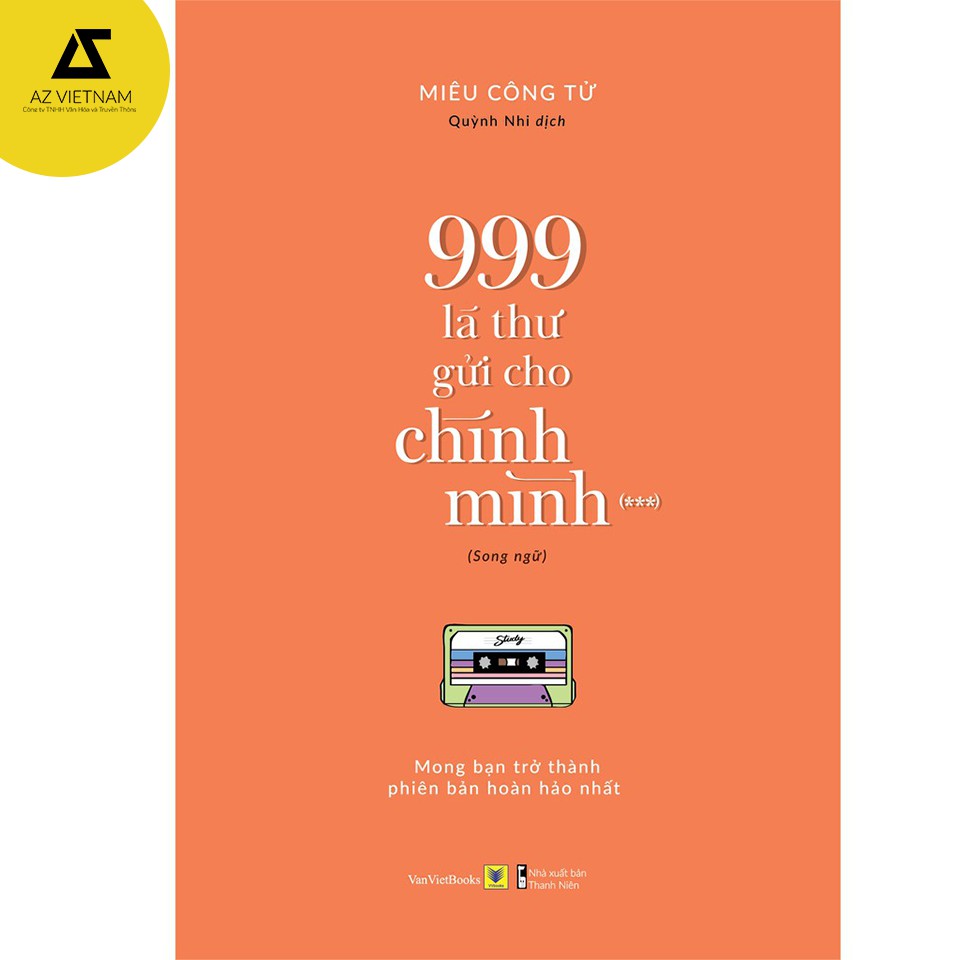 AZ VIETNAM
Công ty TNHH Văn Hóa và Truyền Thông
MIÊU CÔNG TỬ
Quỳnh Nhi dịch
999
lá thư
gửi cho
chính
mình (***)
(Song ngữ)
Study
Mong bạn trở thành
phiên bản hoàn hảo nhất
VanVietBooks
Nhà xuất bản
Thanh Niên